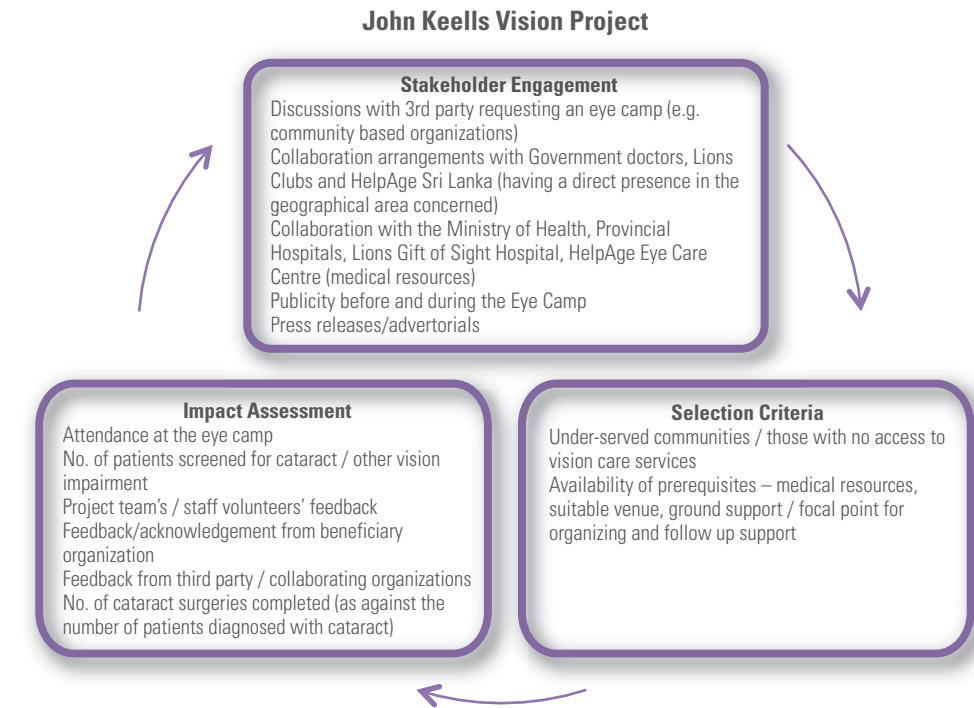 John Keells Vision Project
Stakeholder Engagement
Discussions with 3rd party requesting an eye camp (e.g.
community based organizations)
Collaboration arrangements with Government doctors, Lions
Clubs and HelpAge Sri Lanka (having a direct presence in the
geographical area concerned)
Collaboration with the Ministry of Health, Provincial
Hospitals, Lions Gift of Sight Hospital, HelpAge Eye Care
Centre (medical resources)
Publicity before and during the Eye Camp
Press releases/advertorials
Impact Assessment
Attendance at the eye camp
No. of patients screened for cataract / other vision
impairment
Project team's / staff volunteers' feedback
Feedback/acknowledgement from beneficiary
organization
Feedback from third party / collaborating organizations
No. of cataract surgeries completed (as against the
number of patients diagnosed with cataract)
Selection Criteria
Under-served communities / those with no access to
vision care services
Availability of prerequisites – medical resources,
suitable venue, ground support / focal point for
organizing and follow up support